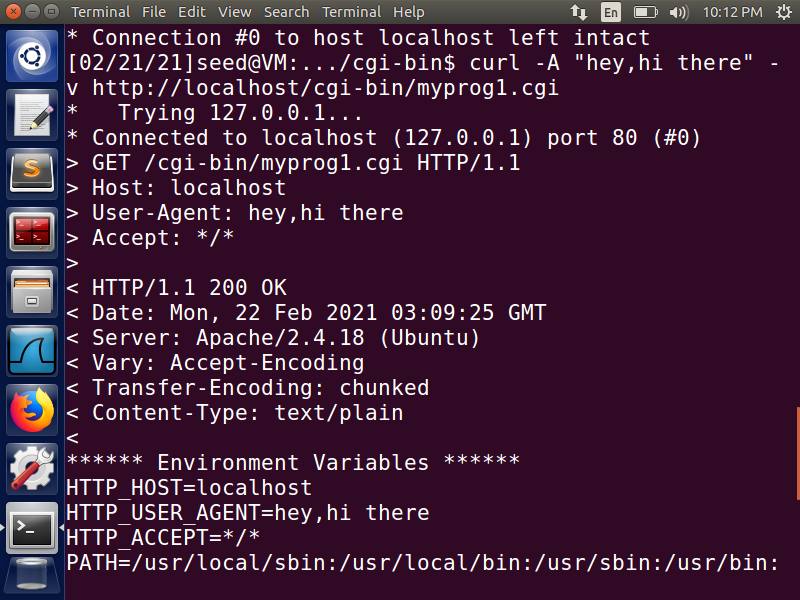 Terminal File Edit View Search Terminal Help En 10:12 PM
* Connection #0 to host localhost left intact
[02/21/21]seed@VM:.../cgi-bin$ curl -A "hey,hi there" -
v http://localhost/cgi-bin/myprog1.cgi
*   Trying 127.0.0.1...
* Connected to localhost (127.0.0.1) port 80 (#0)
> GET /cgi-bin/myprog1.cgi HTTP/1.1
> Host: localhost
> User-Agent: hey,hi there
> Accept: */*
>
< HTTP/1.1 200 OK
< Date: Mon, 22 Feb 2021 03:09:25 GMT
< Server: Apache/2.4.18 (Ubuntu)
< Vary: Accept-Encoding
< Transfer-Encoding: chunked
< Content-Type: text/plain
<
****** Environment Variables ******
HTTP_HOST=localhost
HTTP_USER_AGENT=hey,hi there
HTTP_ACCEPT=*/*
PATH=/usr/local/sbin:/usr/local/bin:/usr/sbin:/usr/bin: